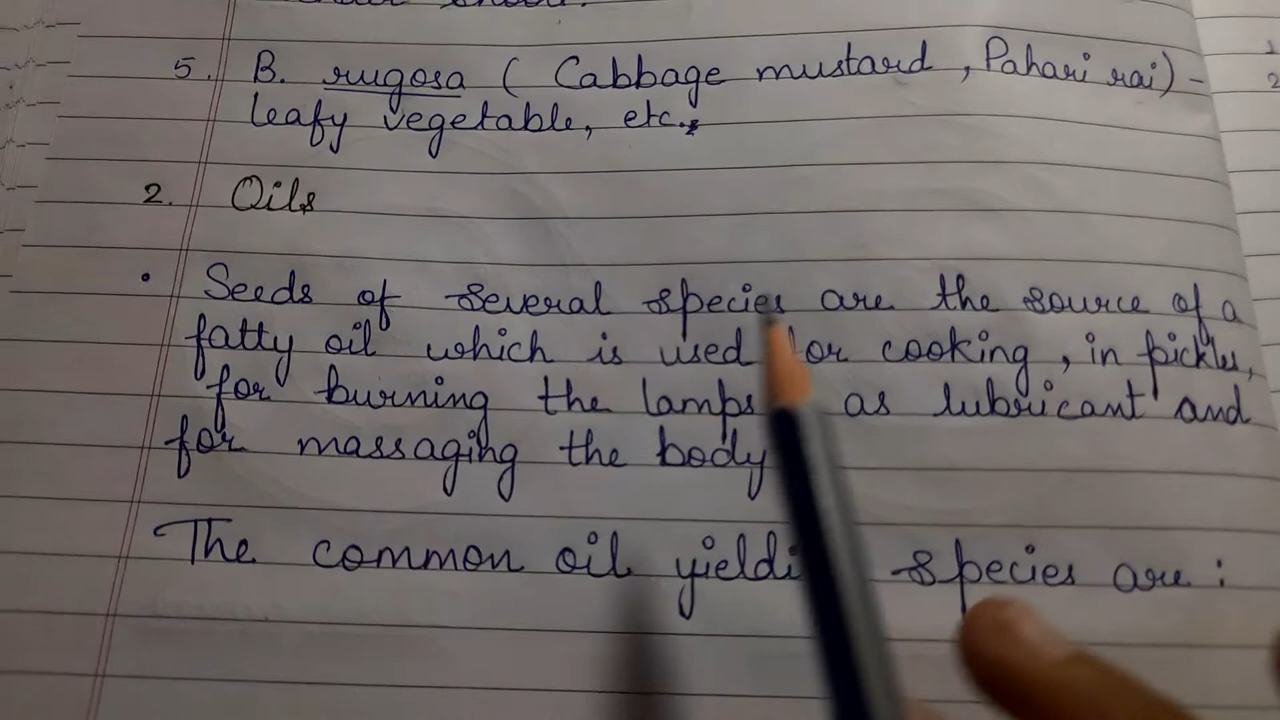 5. B. rugosa ( Cabbage mustard , Pahari rai) -
leafy vegetable, etc.
2. Oils
• Seeds of several species are the source of a
fatty oil which is used for cooking , in pickles,
for burning the lamps as lubricant and
for massaging the body
The common oil species are :